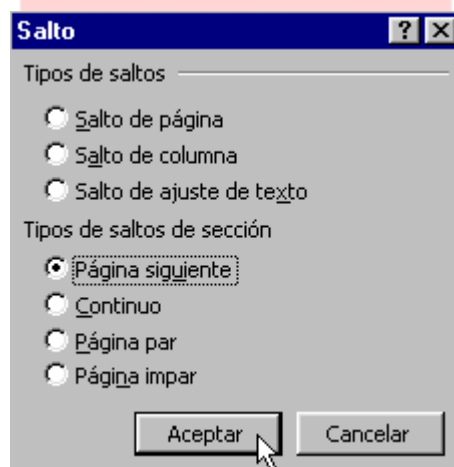 Salto
Tipos de saltos
Salto de página
Salto de columna
Salto de ajuste de texto
Tipos de saltos de sección
Página siguiente
Continuo
Página par
Página impar
Aceptar Cancelar